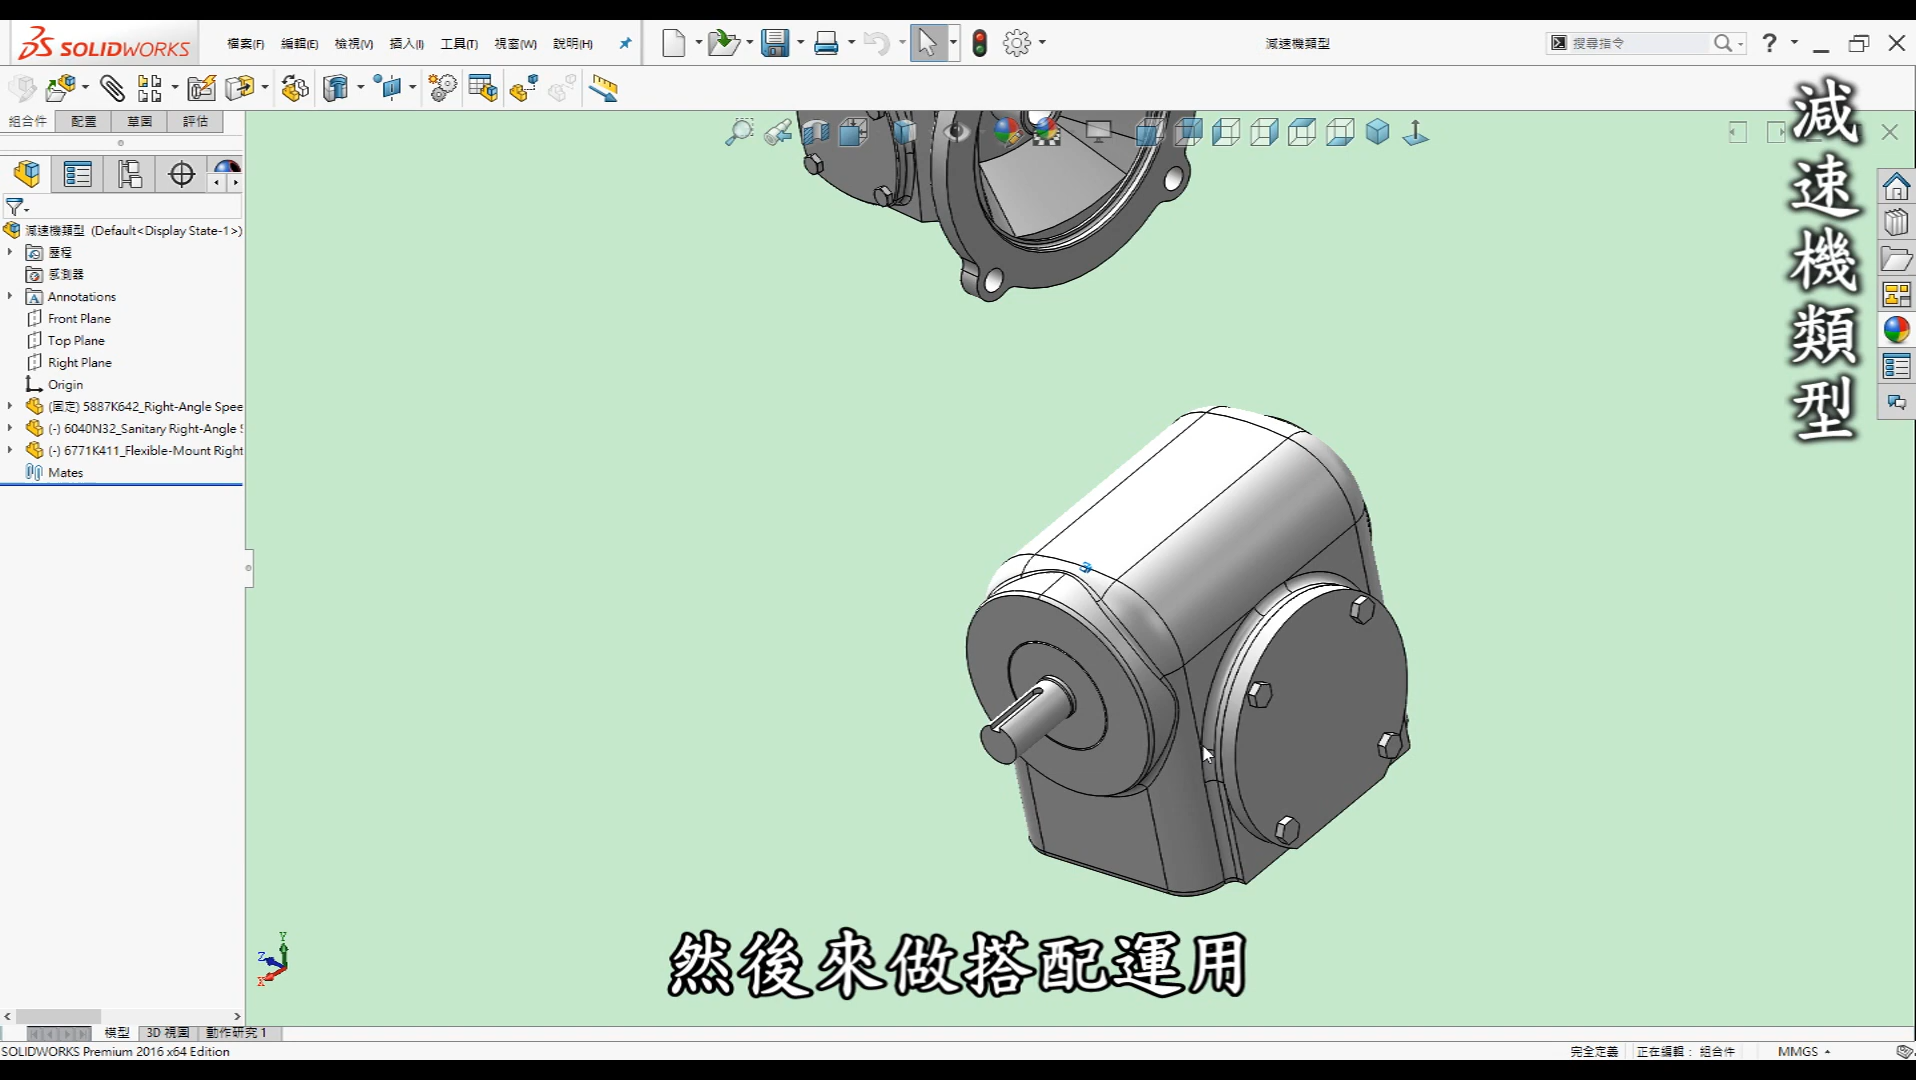 SOLIDWORKS
檔案(F) 編輯(E) 檢視(V) 插入(I) 工具(T) 視窗(W) 說明(H)
減速機類型
搜尋指令
組合件 配置 草圖 評估
減速機類型 (Default<Display State-1>)
歷程
感測器
Annotations
Front Plane
Top Plane
Right Plane
Origin
(固定) 5887K642_Right-Angle Spee
(-) 6040N32_Sanitary Right-Angle S
(-) 6771K411_Flexible-Mount Right
Mates
減速機類型
Y
Z
X
然後來做搭配運用
模型 3D 視圖 動作研究 1
SOLIDWORKS Premium 2016 x64 Edition
完全定義 正在編輯： 組合件 MMGS